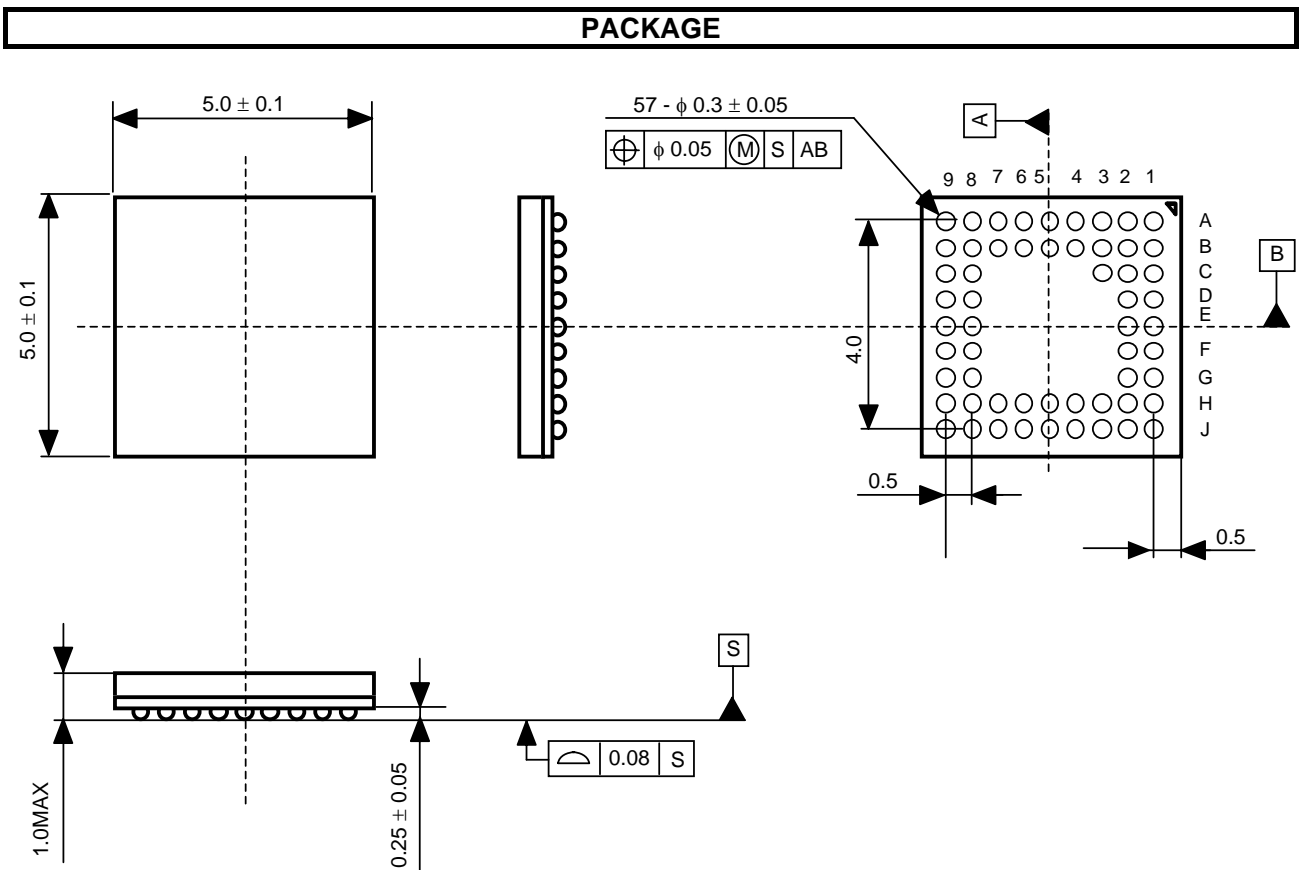 PACKAGE
5.0 ± 0.1
57 - ϕ 0.3 ± 0.05
ϕ 0.05 Ⓜ S AB
A
9 8 7 6 5 4 3 2 1
A
B
C
D
E
F
G
H
J
B
5.0 ± 0.1
4.0
0.5
0.5
S
0.08 S
1.0MAX
0.25 ± 0.05